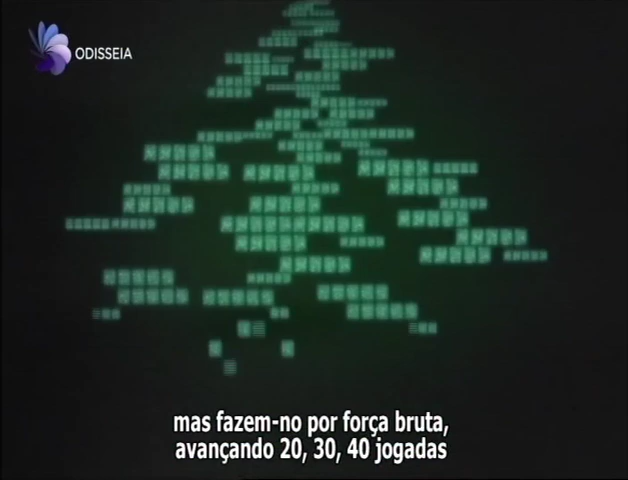 ODISSEIA
mas fazem-no por força bruta,
avançando 20, 30, 40 jogadas